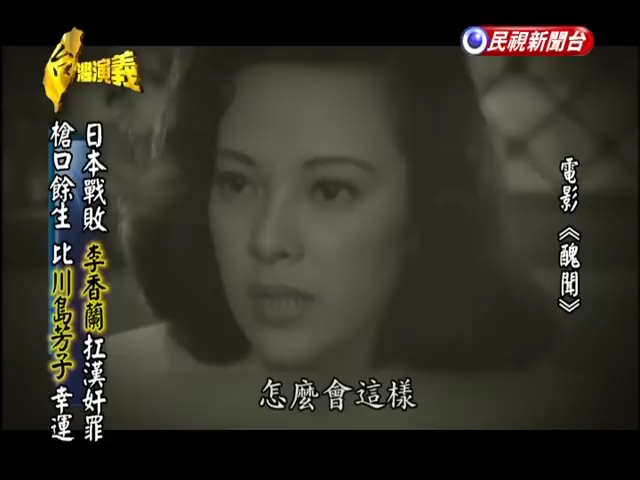 台灣演義
民視新聞台
日本戰敗 李香蘭扛漢奸罪
槍口餘生 比川島芳子幸運
電影《醜聞》
怎麼會這樣